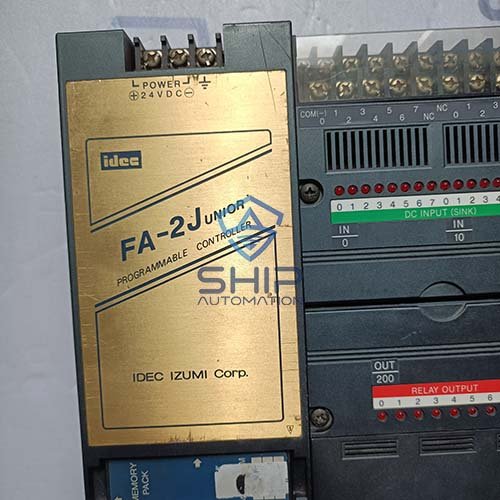 POWER
+ 24VDC -
idec
FA-2JUNIOR
PROGRAMMABLE CONTROLLER
IDEC IZUMI Corp.
MEMORY
PACK
COM(-) 1 3 5 7 NC 1 3
0 2 4 6 NC 0 2 4
0 1 2 3 4 5 6 7 0 1 2 3 4
DC INPUT (SINK)
IN
0
IN
10
OUT
200
RELAY OUTPUT
0 1 2 3 4 5 6
SHIP
AUTOMATION